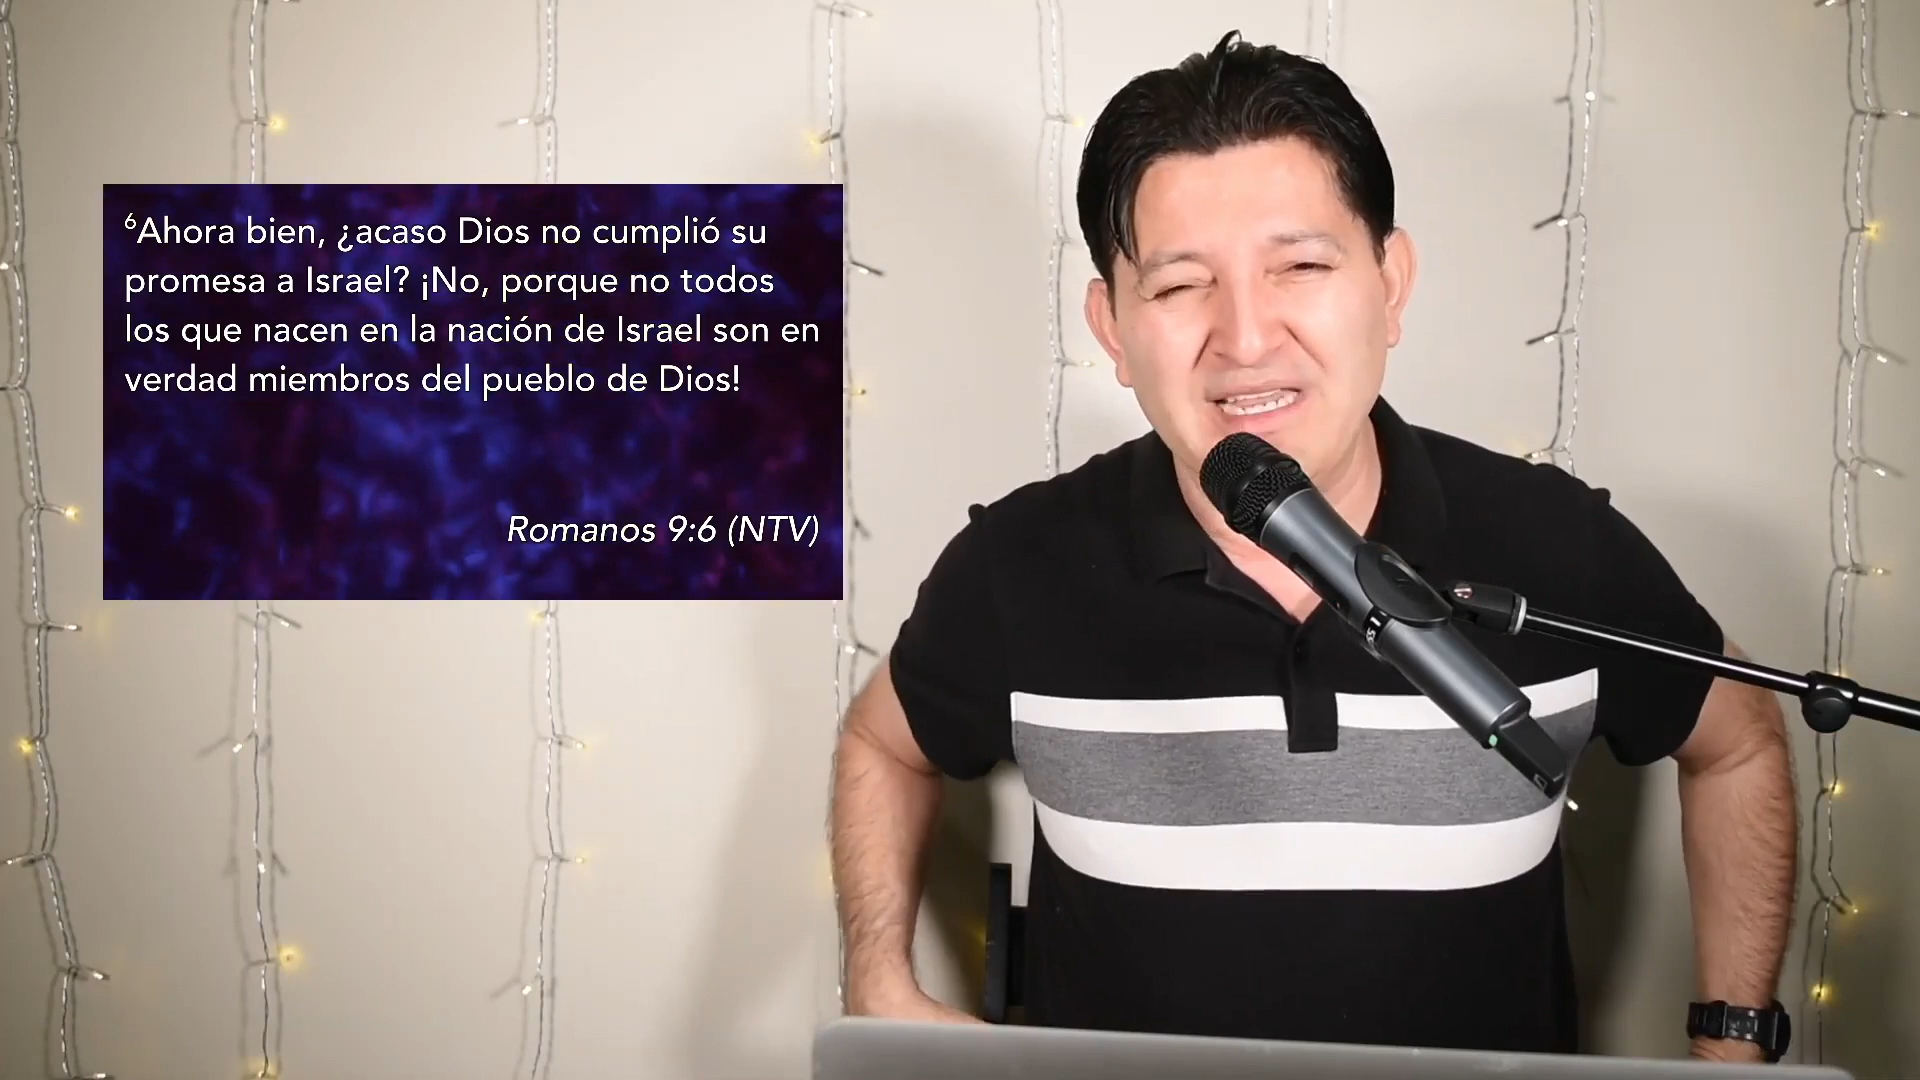 ⁶Ahora bien, ¿acaso Dios no cumplió su
promesa a Israel? ¡No, porque no todos
los que nacen en la nación de Israel son en
verdad miembros del pueblo de Dios!
Romanos 9:6 (NTV)